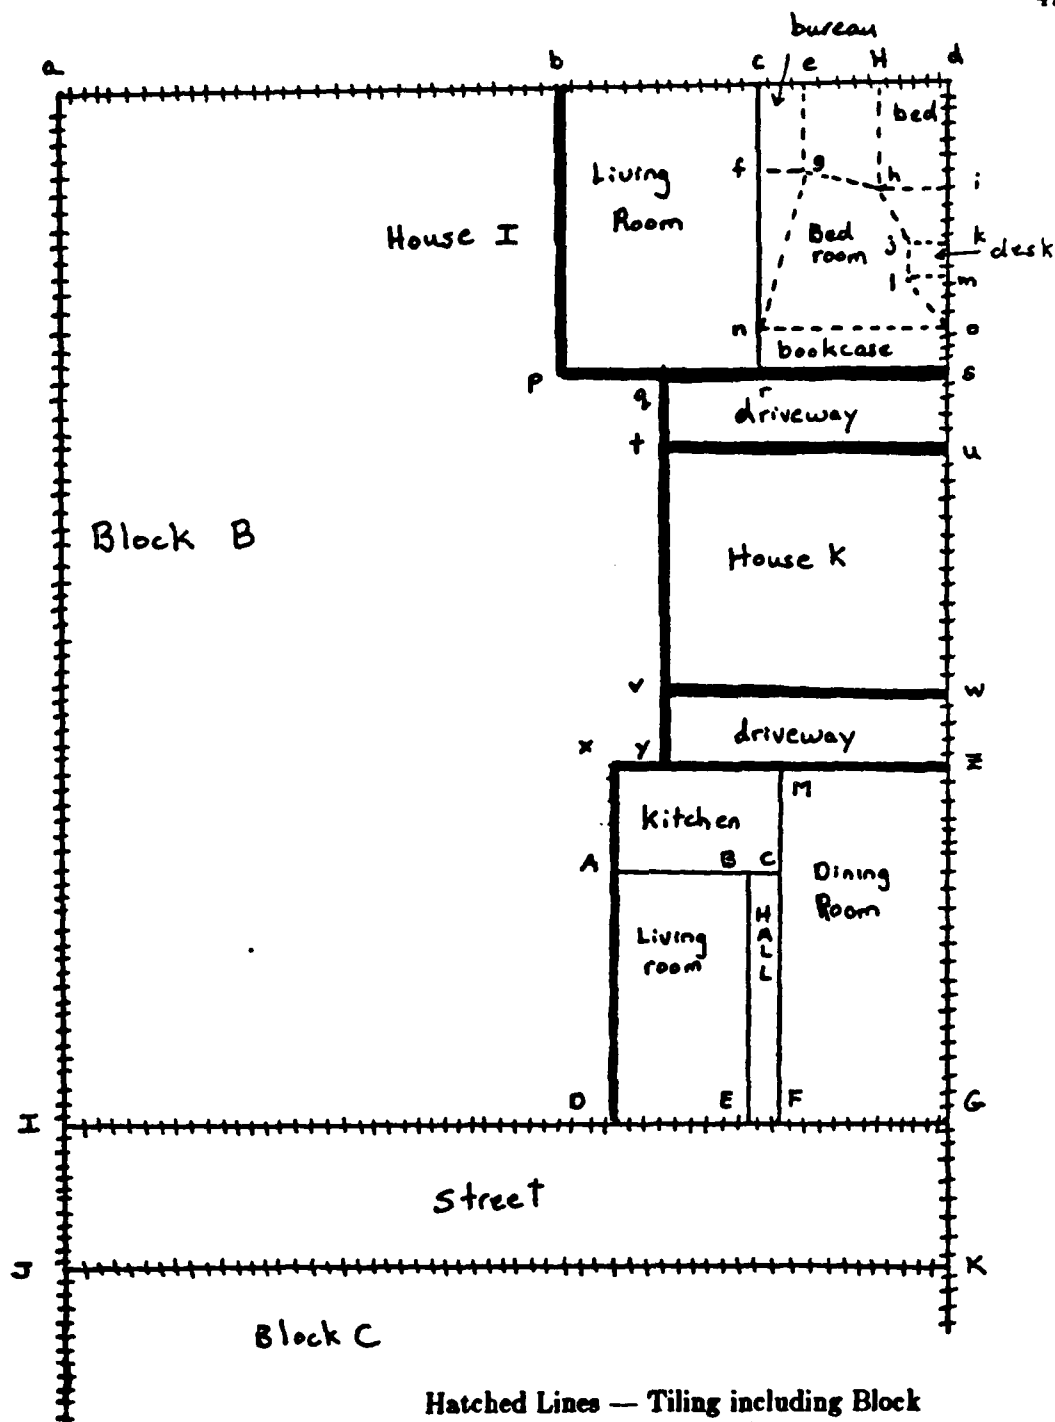 bureau
a
b
c
e
H
d
bed
Living
Room
f
g
h
i
House I
Bed
room
j
k
desk
l
m
n
o
bookcase
p
q
r
s
driveway
t
u
Block B
House k
v
w
driveway
x
y
z
M
Kitchen
A
B
C
Dining
Room
HALL
Living
room
D
E
F
G
I
Street
J
K
Block C
Hatched Lines — Tiling including Block